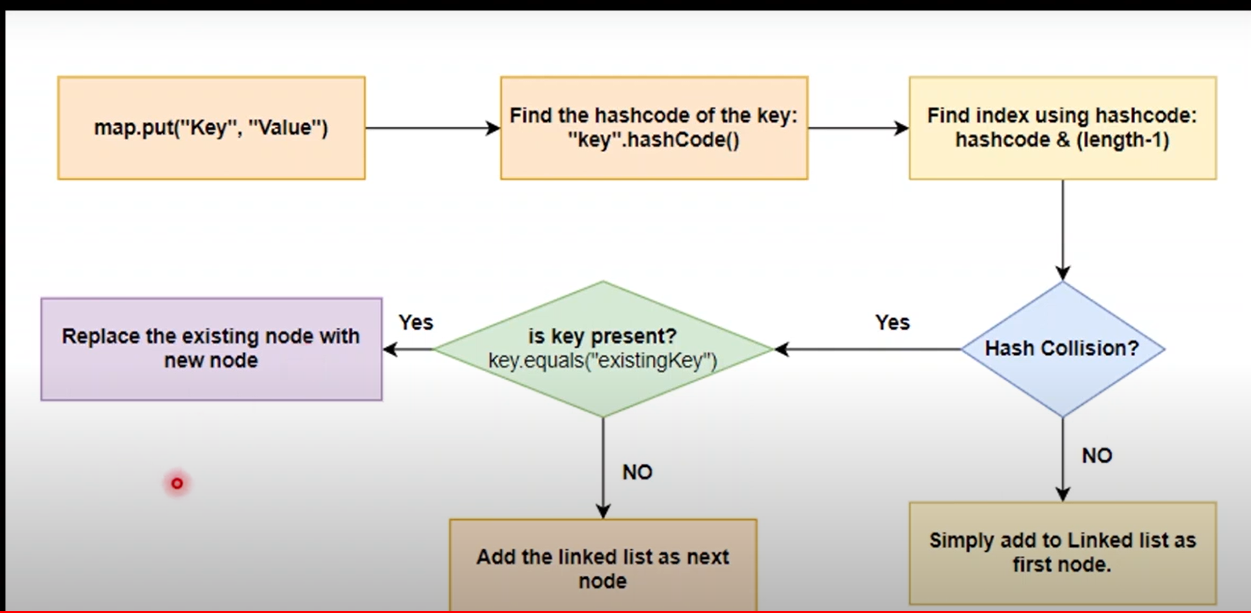 map.put("Key", "Value")
Find the hashcode of the key:
"key".hashCode()
Find index using hashcode:
hashcode & (length-1)
Hash Collision?
Yes
is key present?
key.equals("existingKey")
Yes
Replace the existing node with
new node
NO
Add the linked list as next
node
NO
Simply add to Linked list as
first node.